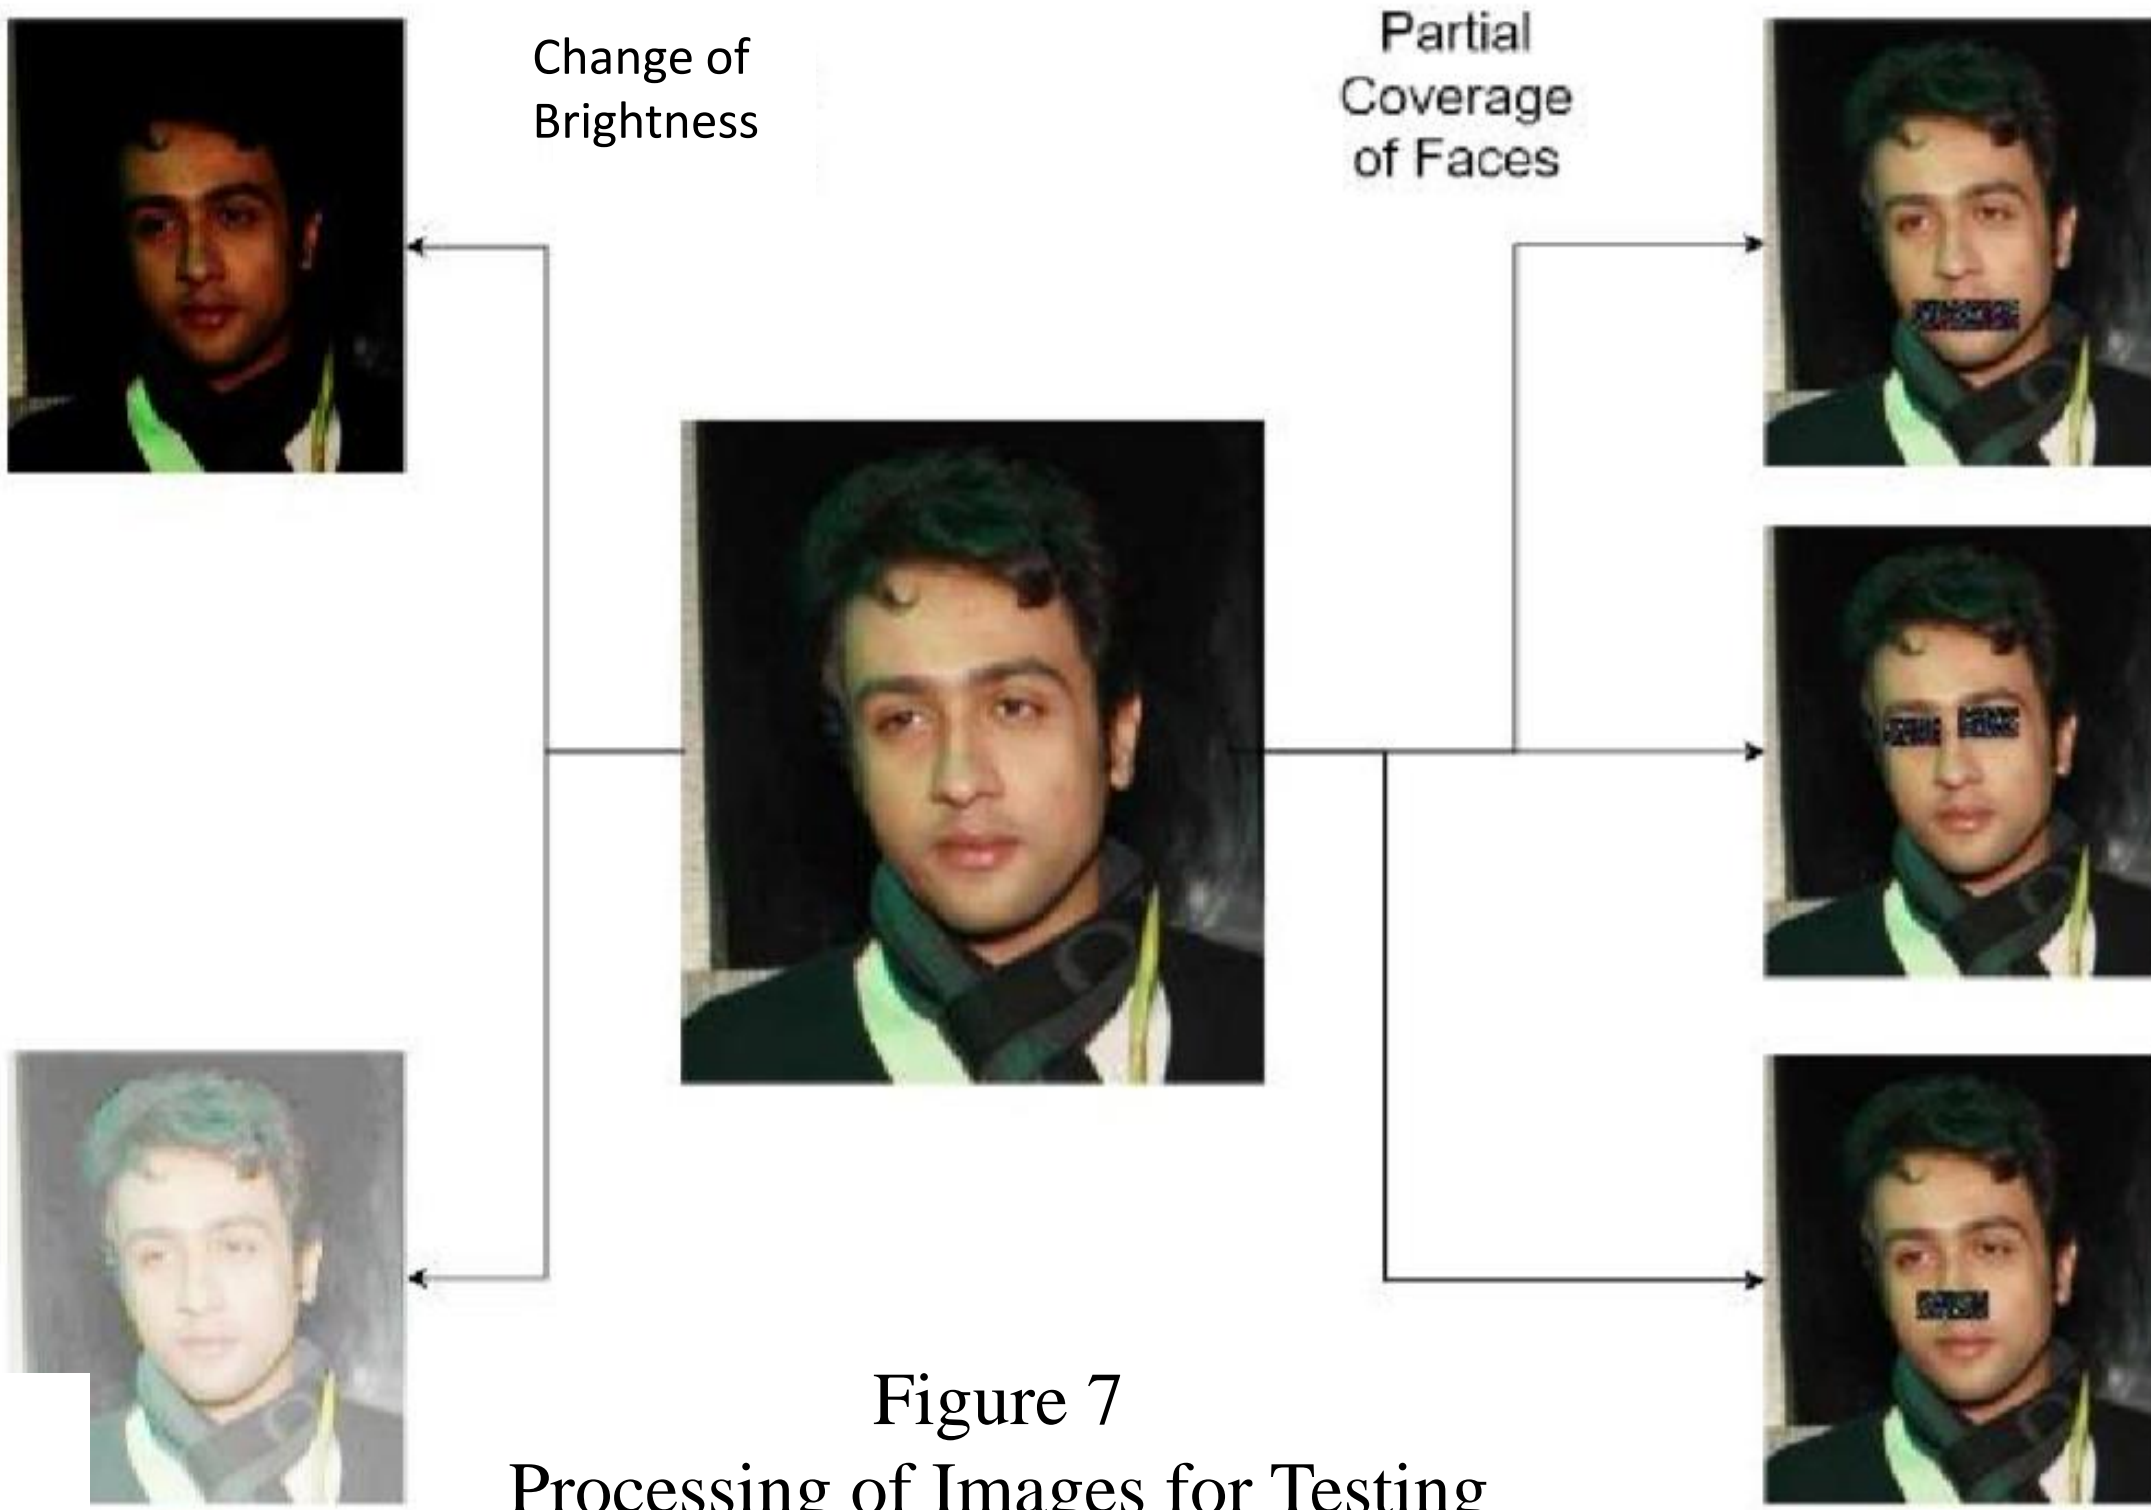 Change of
Brightness
Partial
Coverage
of Faces
Figure 7
Processing of Images for Testing